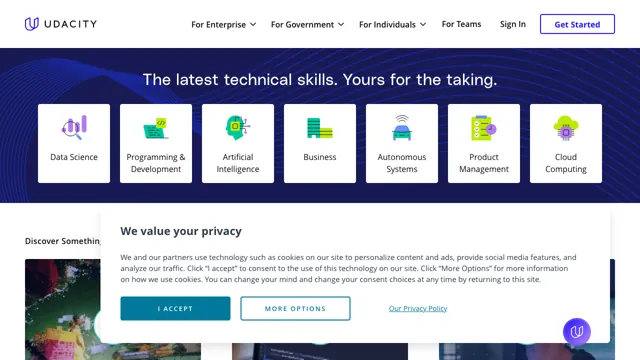 UDACITY
For Enterprise
For Government
For Individuals
For Teams
Sign In
Get Started
The latest technical skills. Yours for the taking.
Data Science
Programming &
Development
Artificial
Intelligence
Business
Autonomous
Systems
Product
Management
Cloud
Computing
Discover Something
We value your privacy
We and our partners use technology such as cookies on our site to personalize content and ads, provide social media features, and
analyze our traffic. Click “I accept” to consent to the use of this technology on our site. Click “More Options” for more information
on how we use cookies. You can change your mind and change your consent choices at any time by returning to this site.
I ACCEPT
MORE OPTIONS
Our Privacy Policy